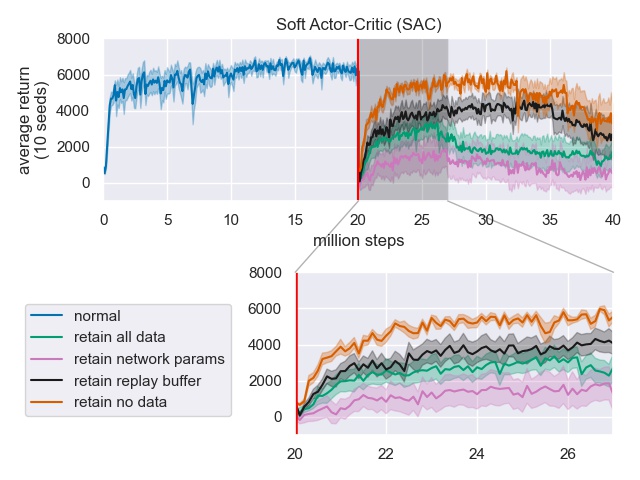 Soft Actor-Critic (SAC)
average return
(10 seeds)
8000
6000
4000
2000
0
0 5 10 15 20 25 30 35 40
million steps
8000
6000
4000
2000
0
20 22 24 26
normal
retain all data
retain network params
retain replay buffer
retain no data